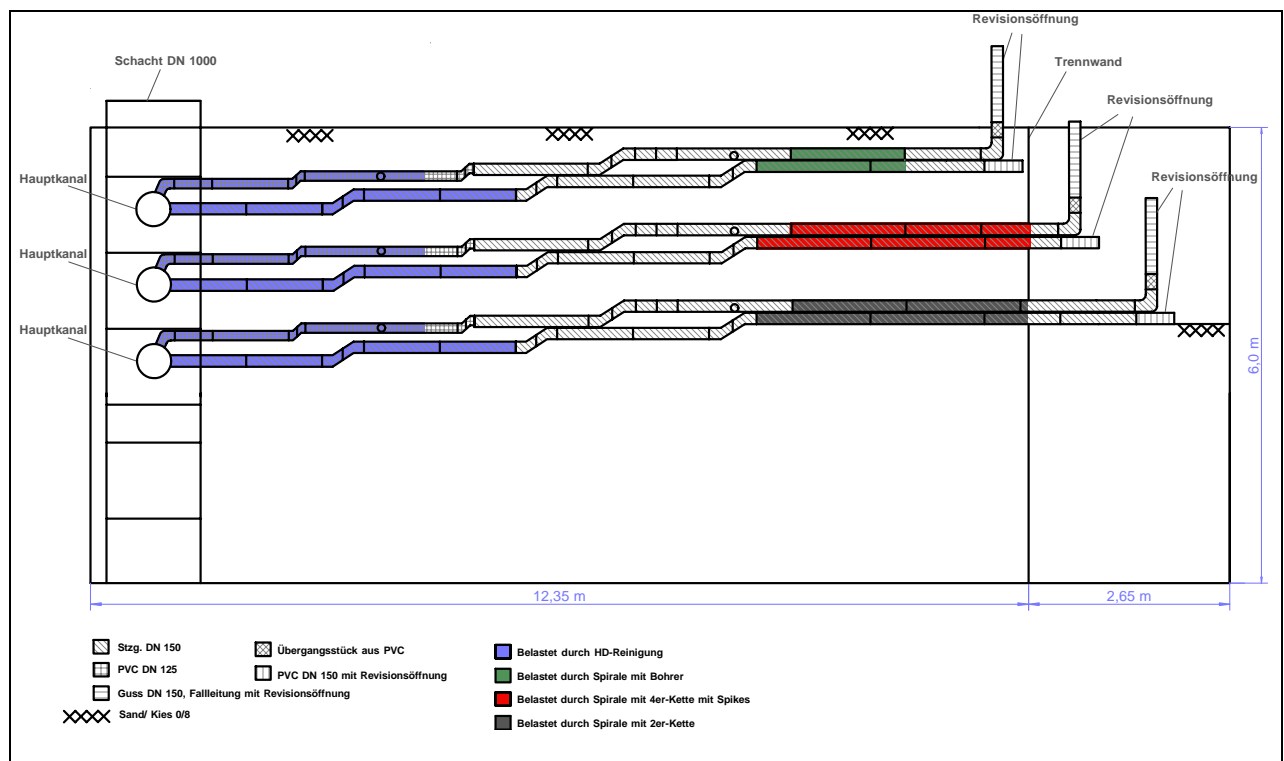 Revisionsöffnung
Schacht DN 1000
Trennwand
Revisionsöffnung
Hauptkanal
Revisionsöffnung
Hauptkanal
Hauptkanal
6,0 m
12,35 m
2,65 m
Stzg. DN 150
PVC DN 125
Guss DN 150, Fallleitung mit Revisionsöffnung
Sand/ Kies 0/8
Übergangsstück aus PVC
PVC DN 150 mit Revisionsöffnung
Belastet durch HD-Reinigung
Belastet durch Spirale mit Bohrer
Belastet durch Spirale mit 4er-Kette mit Spikes
Belastet durch Spirale mit 2er-Kette